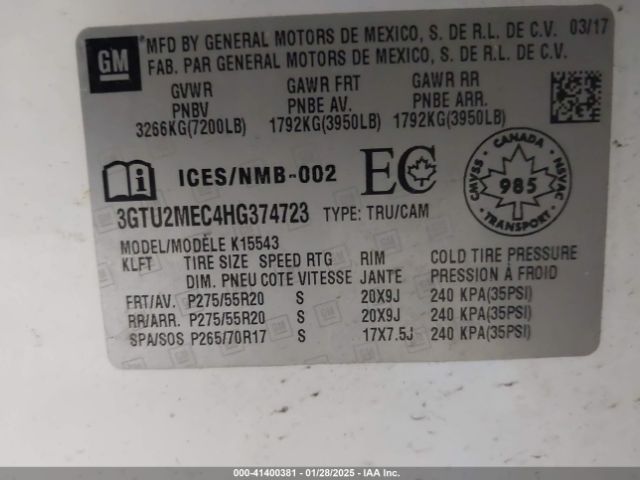 GM
MFD BY GENERAL MOTORS DE MEXICO, S. DE R.L. DE C.V. 03/17
FAB. PAR GENERAL MOTORS DE MEXICO, S. DE R.L. DE C.V.
GVWR GAWR FRT GAWR RR
PNBV PNBE AV. PNBE ARR.
3266KG(7200LB) 1792KG(3950LB) 1792KG(3950LB)
ICES/NMB-002 EC
CANADA
CMVSS 985 NSVAC
TRANSPORT
3GTU2MEC4HG374723 TYPE: TRU/CAM
MODEL/MODÈLE K15543
KLFT TIRE SIZE SPEED RTG RIM COLD TIRE PRESSURE
DIM. PNEU COTE VITESSE JANTE PRESSION À FROID
FRT/AV. P275/55R20 S 20X9J 240 KPA(35PSI)
RR/ARR. P275/55R20 S 20X9J 240 KPA(35PSI)
SPA/SOS P265/70R17 S 17X7.5J 240 KPA(35PSI)
000-41400381 - 01/28/2025 - IAAI Branches